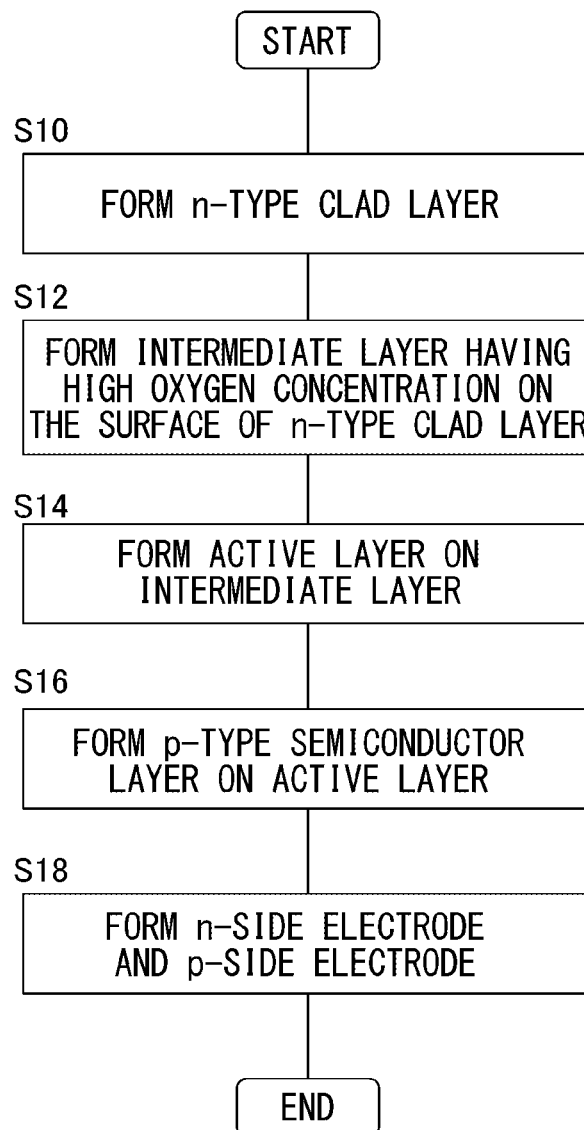 START
S10
FORM n-TYPE CLAD LAYER
S12
FORM INTERMEDIATE LAYER HAVING
HIGH OXYGEN CONCENTRATION ON
THE SURFACE OF n-TYPE CLAD LAYER
S14
FORM ACTIVE LAYER ON
INTERMEDIATE LAYER
S16
FORM p-TYPE SEMICONDUCTOR
LAYER ON ACTIVE LAYER
S18
FORM n-SIDE ELECTRODE
AND p-SIDE ELECTRODE
END